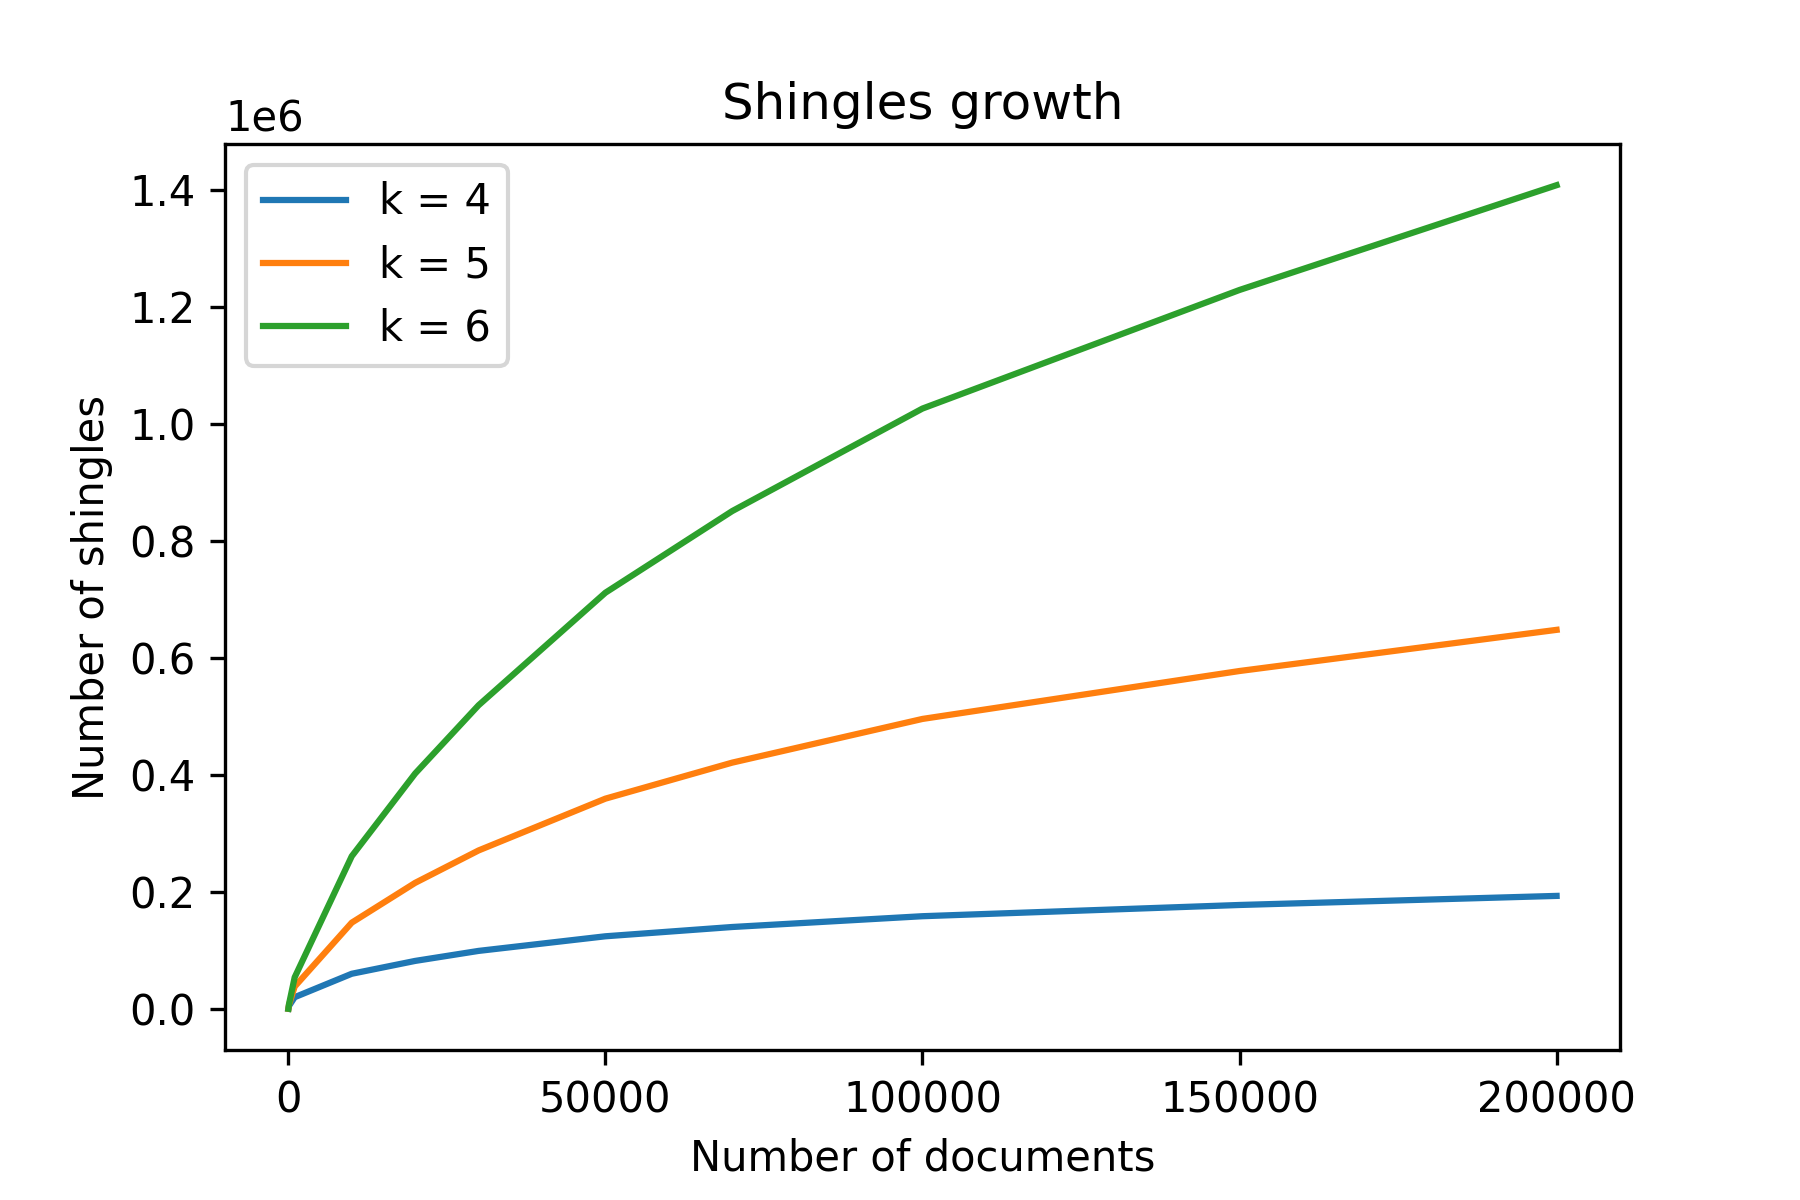 Shingles growth
1e6
k = 4
k = 5
k = 6
1.4
1.2
1.0
0.8
0.6
0.4
0.2
0.0
Number of shingles
0 50000 100000 150000 200000
Number of documents